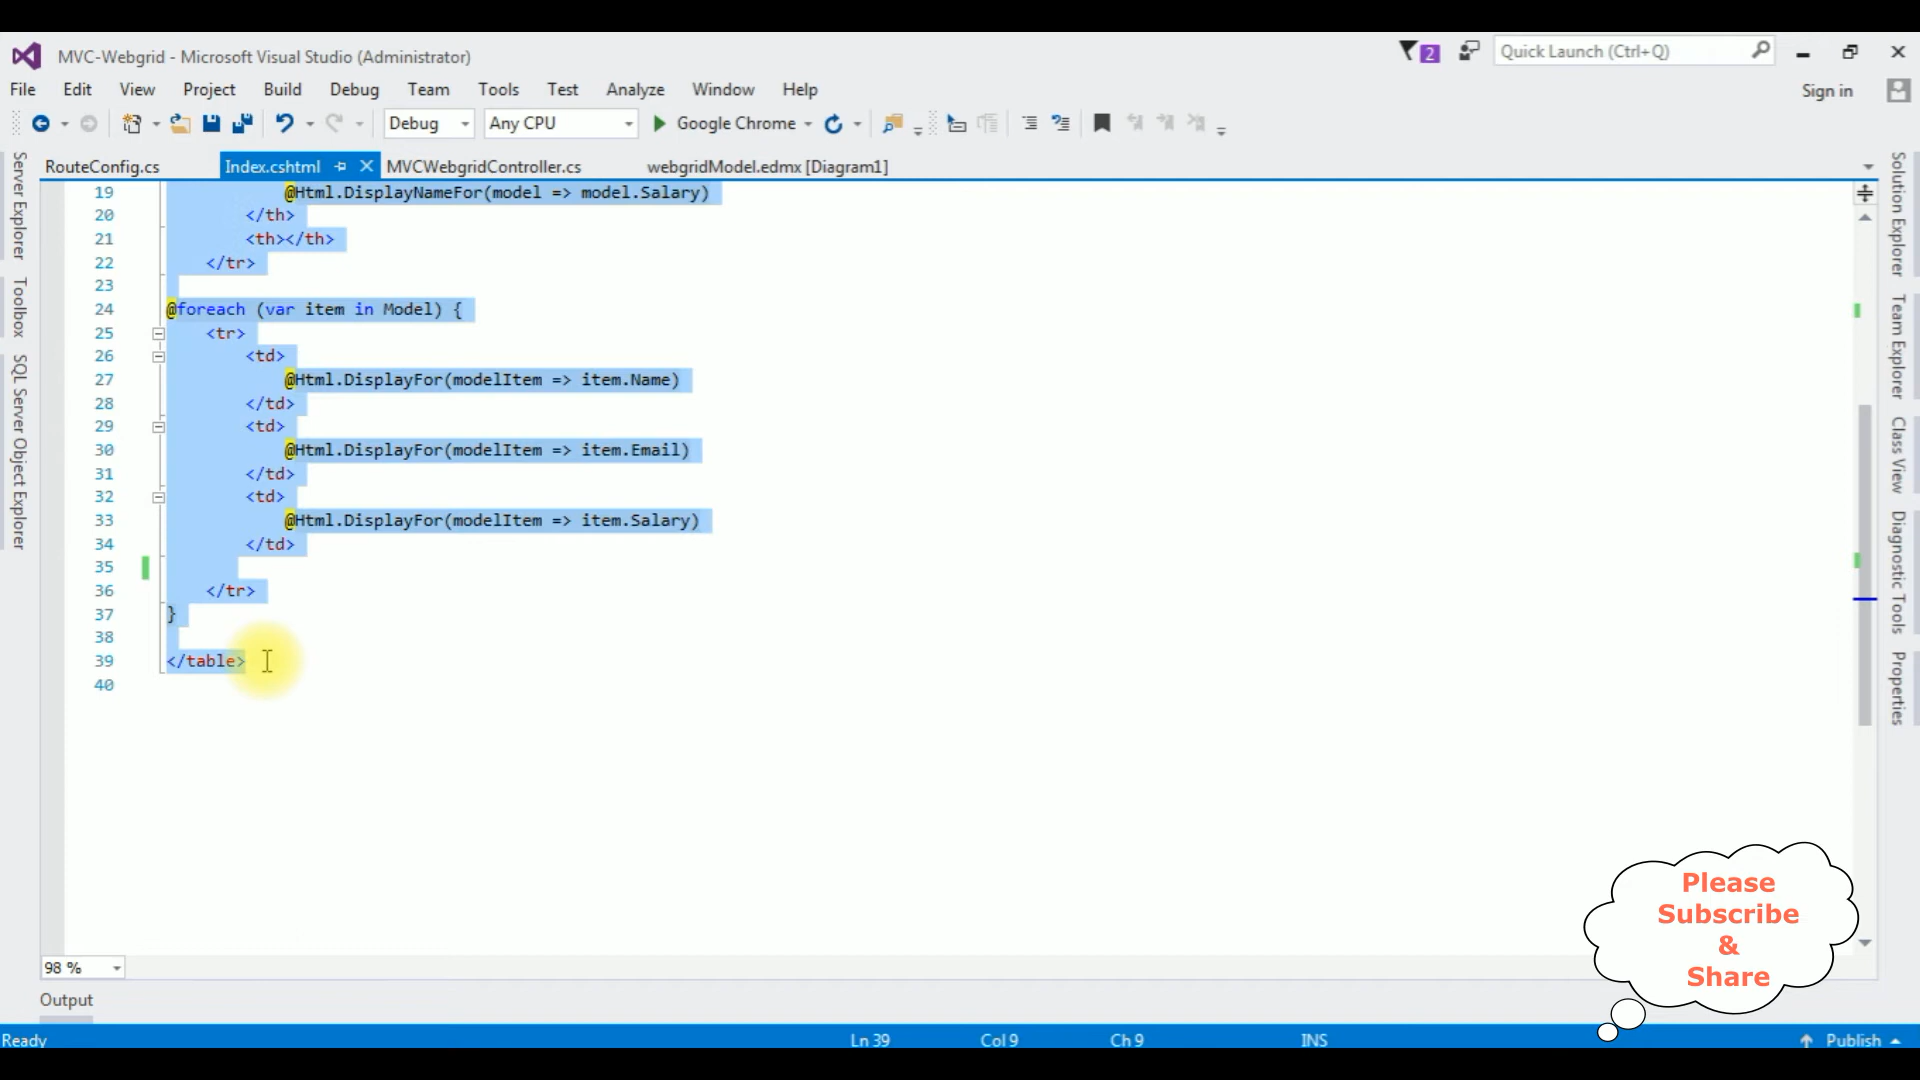 MVC-Webgrid - Microsoft Visual Studio (Administrator)
2
Quick Launch (Ctrl+Q)
File Edit View Project Build Debug Team Tools Test Analyze Window Help
Sign in
Debug Any CPU Google Chrome
RouteConfig.cs Index.cshtml MVCWebgridController.cs webgridModel.edmx [Diagram1]
Server Explorer
Toolbox
SQL Server Object Explorer
19 @Html.DisplayNameFor(model => model.Salary)
20 </th>
21 <th></th>
22 </tr>
23
24 @foreach (var item in Model) {
25 <tr>
26 <td>
27 @Html.DisplayFor(modelItem => item.Name)
28 </td>
29 <td>
30 @Html.DisplayFor(modelItem => item.Email)
31 </td>
32 <td>
33 @Html.DisplayFor(modelItem => item.Salary)
34 </td>
35
36 </tr>
37 }
38
39 </table>
40
Solution Explorer
Team Explorer
Class View
Diagnostic Tools
Properties
Please
Subscribe
&
Share
98 %
Output
Ready Ln 39 Col 9 Ch 9 INS Publish